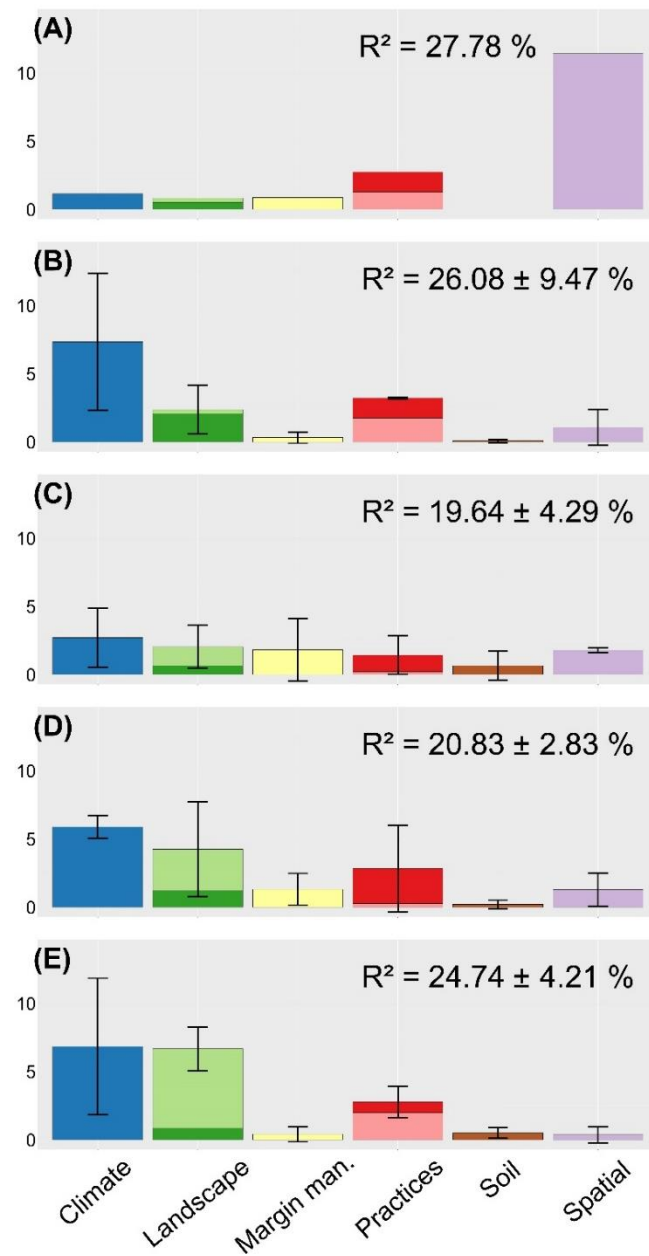 (A)
R² = 27.78 %
10
5
0
(B)
R² = 26.08 ± 9.47 %
10
5
0
(C)
R² = 19.64 ± 4.29 %
10
5
0
(D)
R² = 20.83 ± 2.83 %
10
5
0
(E)
R² = 24.74 ± 4.21 %
10
5
0
Climate
Landscape
Margin man.
Practices
Soil
Spatial